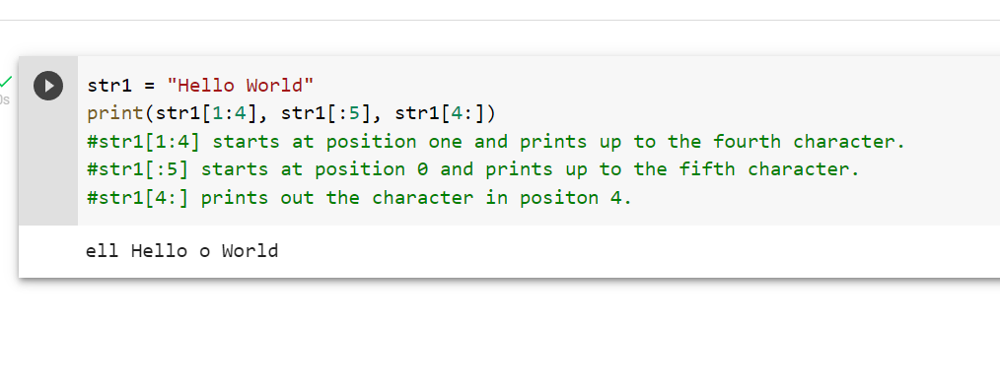 0s
str1 = "Hello World"
print(str1[1:4], str1[:5], str1[4:])
#str1[1:4] starts at position one and prints up to the fourth character.
#str1[:5] starts at position 0 and prints up to the fifth character.
#str1[4:] prints out the character in positon 4.
ell Hello o World